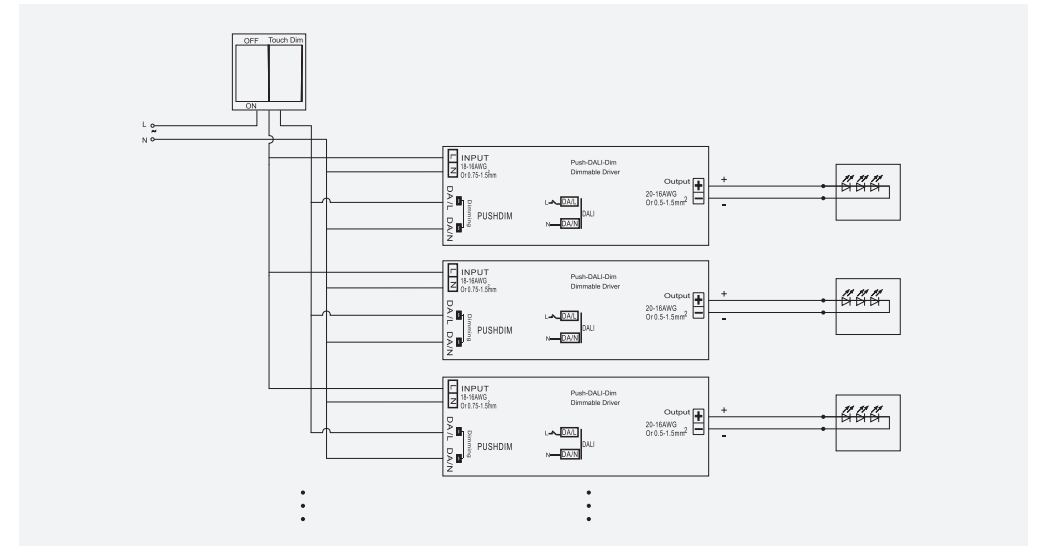 OFF Touch Dim
ON
L
~
N
L INPUT
N 18-16AWG
Or 0.75-1.5mm²
DA/L
DA/N
Dimming
PUSHDIM
Push-DALI-Dim
Dimmable Driver
L DA/L
DALI
N DA/N
Output +
20-16AWG
Or 0.5-1.5mm² -
+
-
L INPUT
N 18-16AWG
Or 0.75-1.5mm²
DA/L
DA/N
Dimming
PUSHDIM
Push-DALI-Dim
Dimmable Driver
L DA/L
DALI
N DA/N
Output +
20-16AWG
Or 0.5-1.5mm² -
+
-
L INPUT
N 18-16AWG
Or 0.75-1.5mm²
DA/L
DA/N
Dimming
PUSHDIM
Push-DALI-Dim
Dimmable Driver
L DA/L
DALI
N DA/N
Output +
20-16AWG
Or 0.5-1.5mm² -
+
-